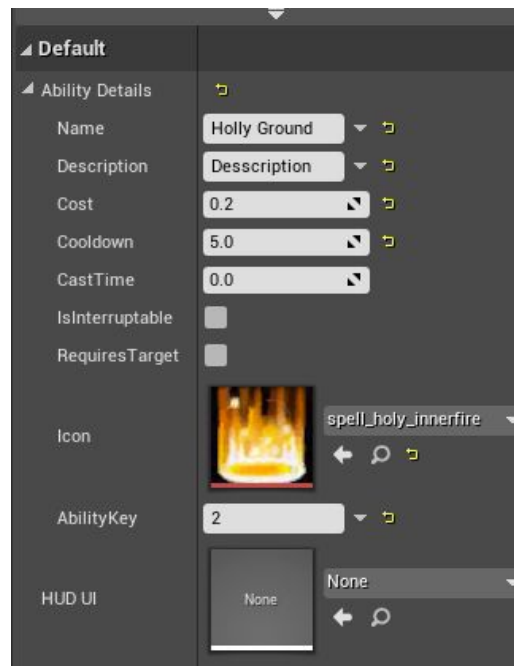 Default
Ability Details
Name Holly Ground
Description Desscription
Cost 0.2
Cooldown 5.0
CastTime 0.0
IsInterruptable
RequiresTarget
Icon spell_holy_innerfire
AbilityKey 2
HUD UI None None